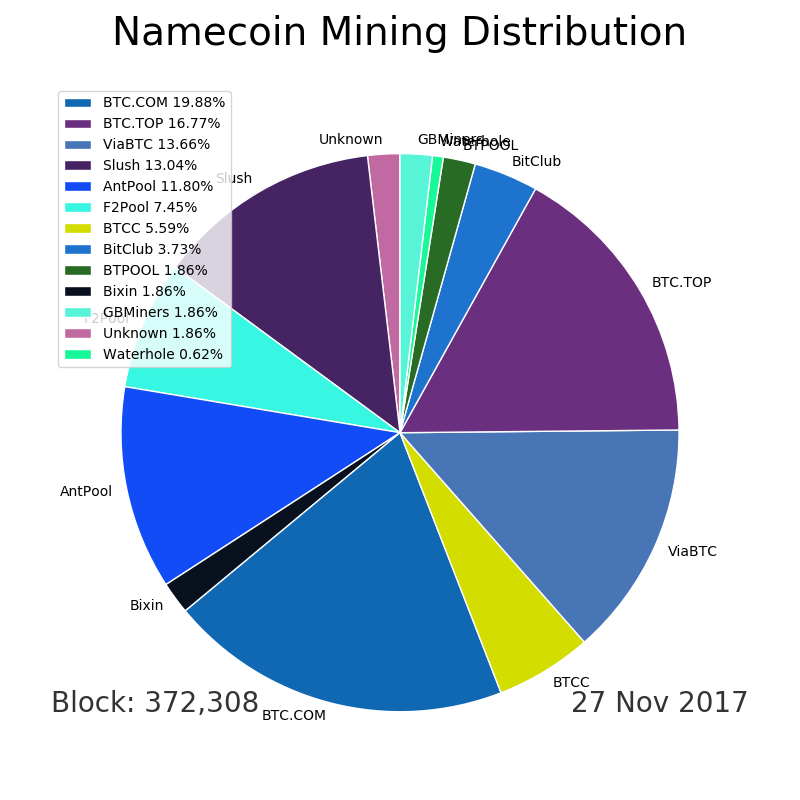 Namecoin Mining Distribution
BTC.COM 19.88%
BTC.TOP 16.77%
ViaBTC 13.66%
Slush 13.04%
AntPool 11.80%
F2Pool 7.45%
BTCC 5.59%
BitClub 3.73%
BTPOOL 1.86%
Bixin 1.86%
GBMiners 1.86%
Unknown 1.86%
Waterhole 0.62%
Unknown
GBMiners
Waterhole
BTPOOL
BitClub
Slush
BTC.TOP
F2Pool
AntPool
ViaBTC
Bixin
BTCC
BTC.COM
Block: 372,308
27 Nov 2017